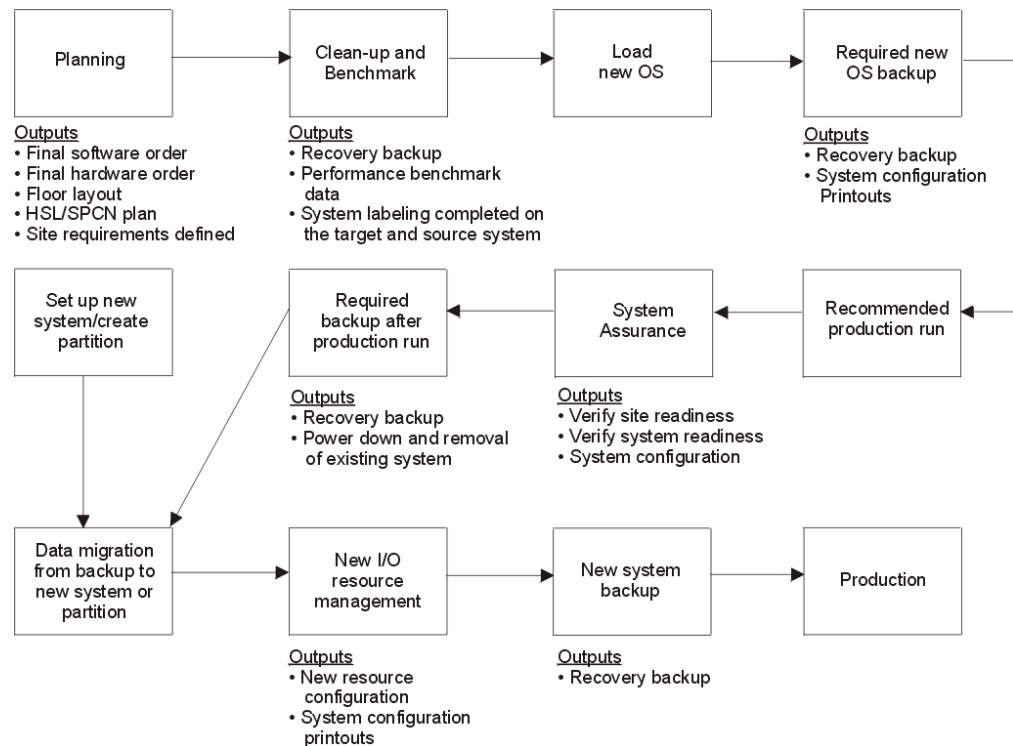 Planning
Clean-up and
Benchmark
Load
new OS
Required new
OS backup
Outputs
• Final software order
• Final hardware order
• Floor layout
• HSL/SPCN plan
• Site requirements defined
Outputs
• Recovery backup
• Performance benchmark
data
• System labeling completed on
the target and source system
Outputs
• Recovery backup
• System configuration
Printouts
Set up new
system/create
partition
Required
backup after
production run
System
Assurance
Recommended
production run
Outputs
• Recovery backup
• Power down and removal
of existing system
Outputs
• Verify site readiness
• Verify system readiness
• System configuration
Data migration
from backup to
new system or
partition
New I/O
resource
management
New system
backup
Production
Outputs
• New resource
configuration
• System configuration
printouts
Outputs
• Recovery backup